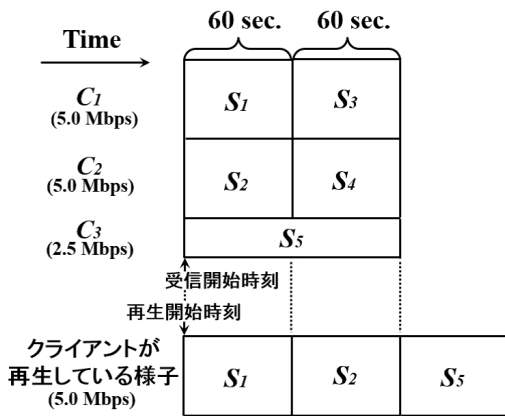 60 sec. 60 sec.
Time
C1 S1 S3
(5.0 Mbps)
C2 S2 S4
(5.0 Mbps)
C3 S5
(2.5 Mbps)
受信開始時刻
再生開始時刻
クライアントが
再生している様子 S1 S2 S5
(5.0 Mbps)